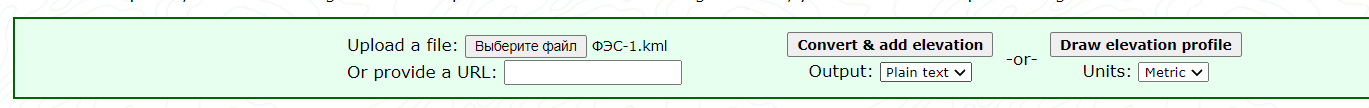 Upload a file: Выберите файл ФЭС-1.kml
Or provide a URL:
Convert & add elevation
Output: Plain text
-or-
Draw elevation profile
Units: Metric